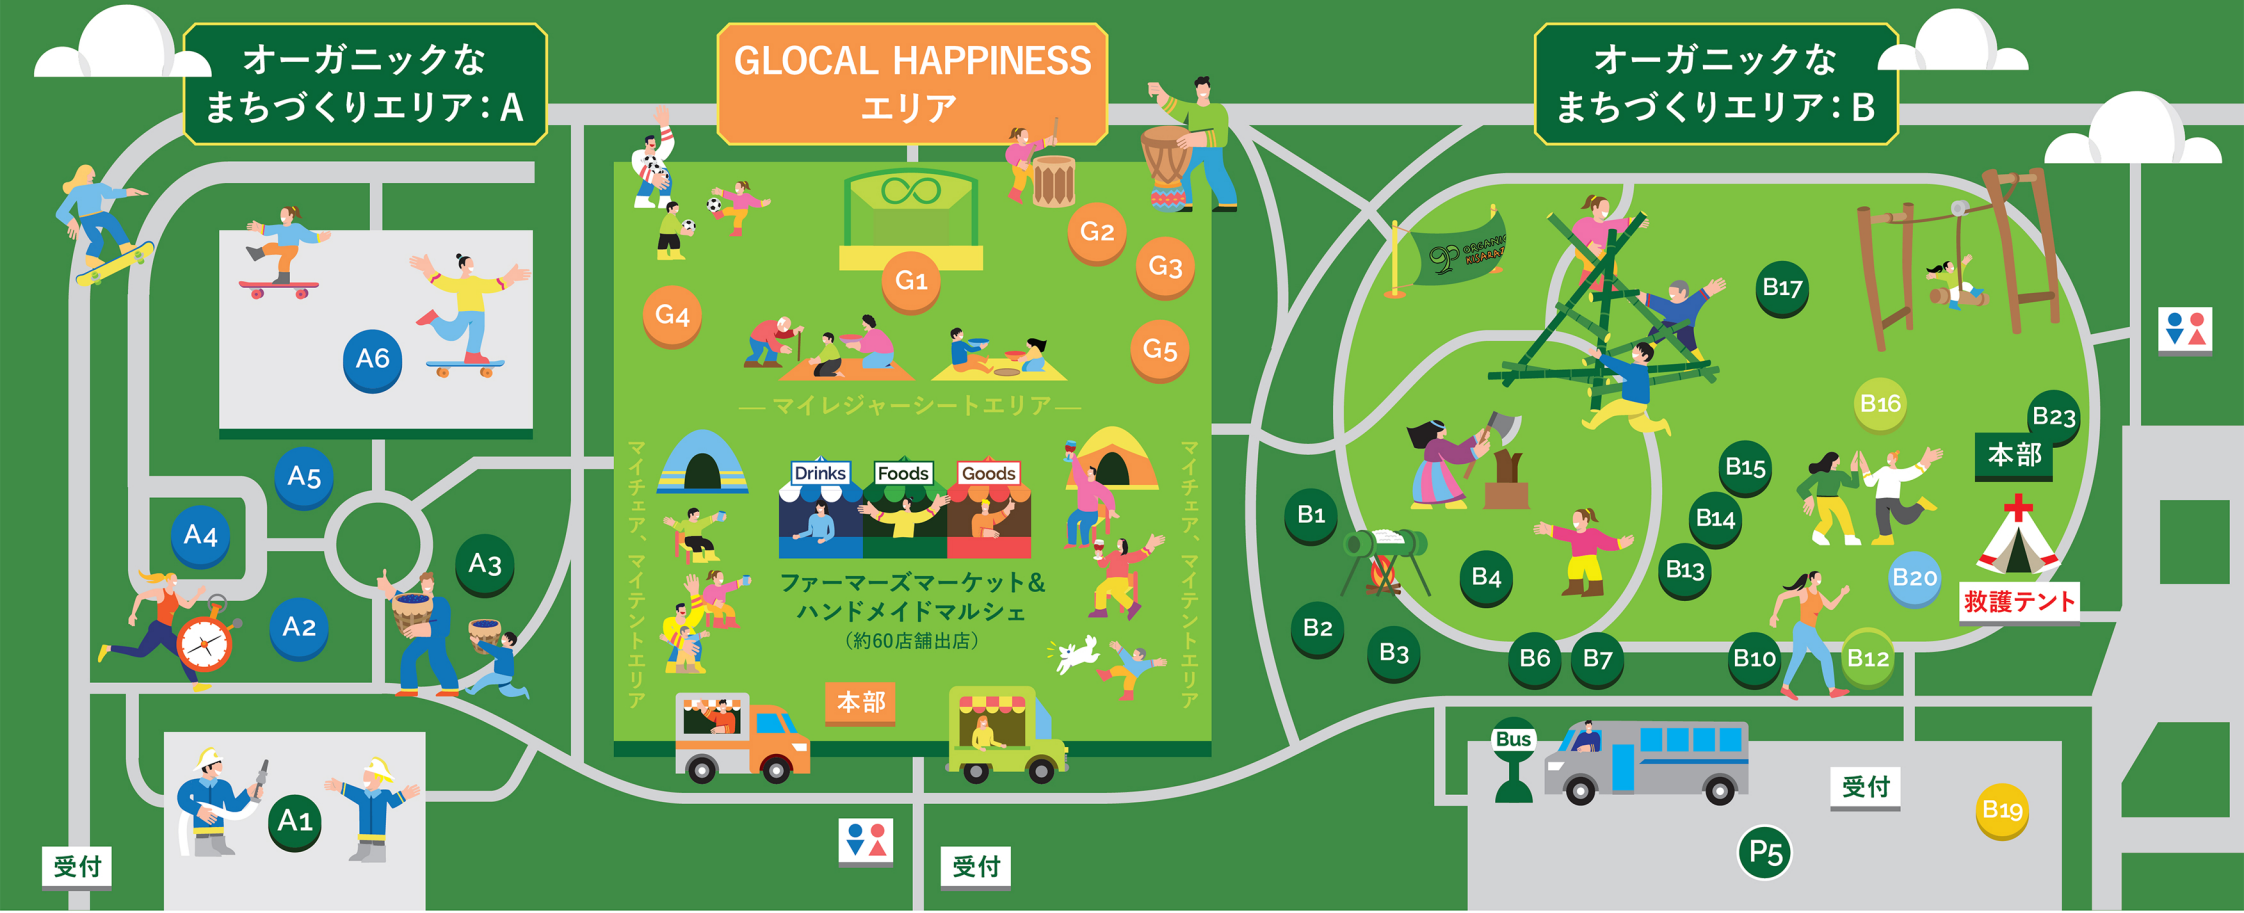 オーガニックな
まちづくりエリア：A
GLOCAL HAPPINESS
エリア
オーガニックな
まちづくりエリア：B
A6
A5
A4
A3
A2
A1
受付
G1
G2
G3
G4
G5
マイレジャーシートエリア
マイチェア、マイテントエリア
Drinks
Foods
Goods
マイチェア、マイテントエリア
ファーマーズマーケット&
ハンドメイドマルシェ
（約60店舗出店）
本部
受付
ORGANIC
KISARAZ
B17
B16
B23
本部
B15
B14
B13
B1
B4
B20
救護テント
B2
B3
B6
B7
B10
B12
Bus
受付
B19
P5